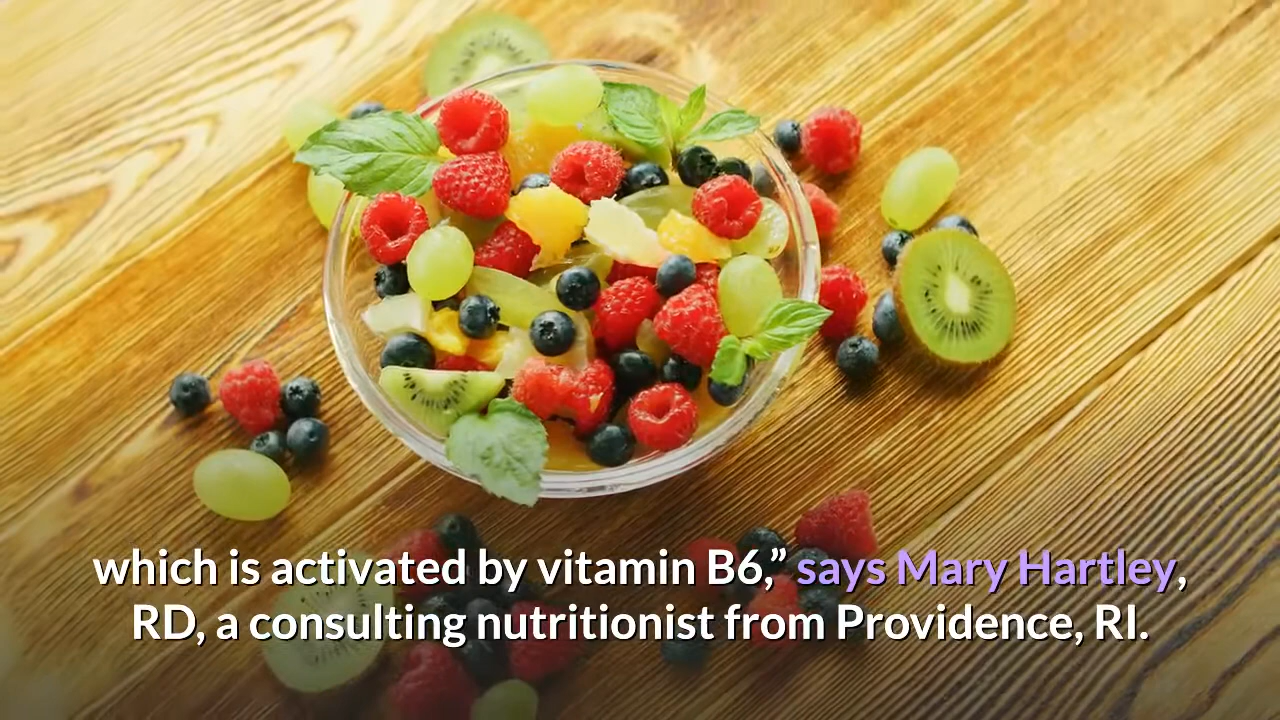 which is activated by vitamin B6,” says Mary Hartley,
RD, a consulting nutritionist from Providence, RI.